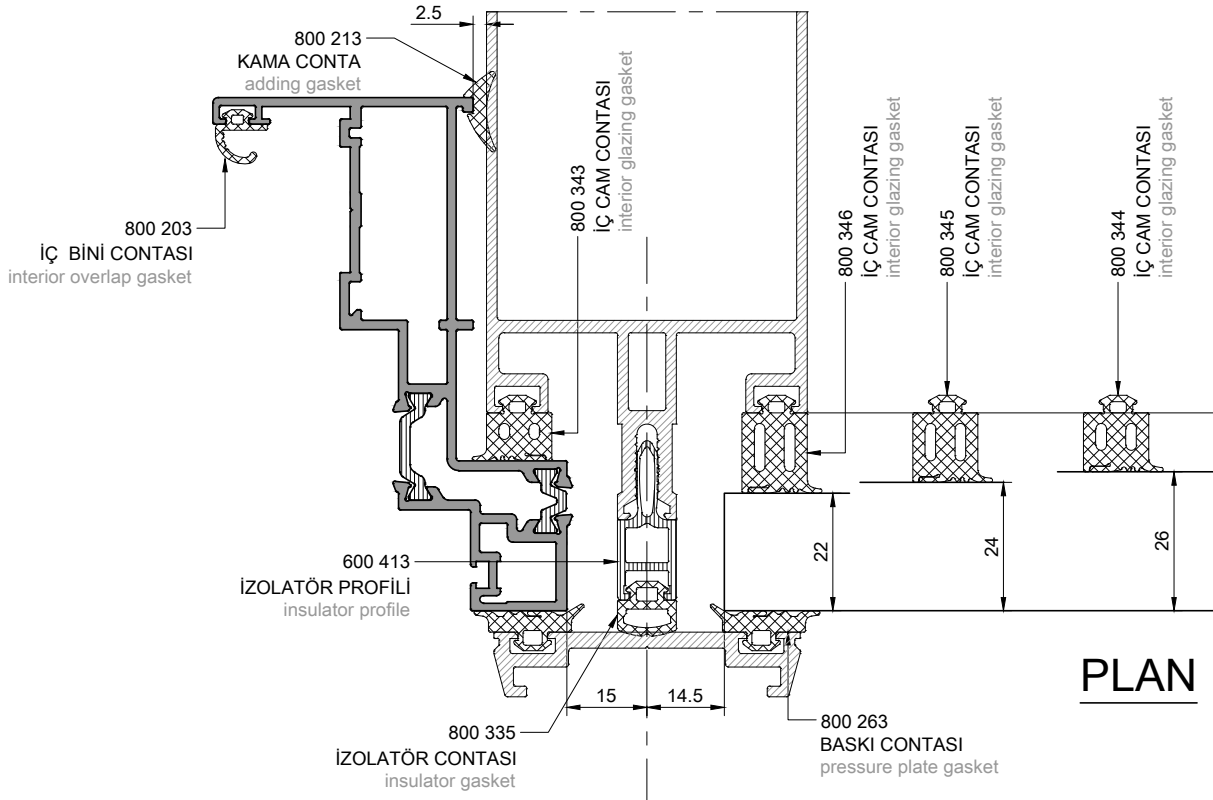 2.5
800 213
KAMA CONTA
adding gasket
800 203
İÇ  BİNİ CONTASI
interior overlap gasket
800 343
İÇ CAM CONTASI
interior glazing gasket
800 346
İÇ CAM CONTASI
interior glazing gasket
800 345
İÇ CAM CONTASI
interior glazing gasket
800 344
İÇ CAM CONTASI
interior glazing gasket
22
24
26
600 413
İZOLATÖR PROFİLİ
insulator profile
15
14.5
800 335
İZOLATÖR CONTASI
insulator gasket
800 263
BASKI CONTASI
pressure plate gasket
PLAN